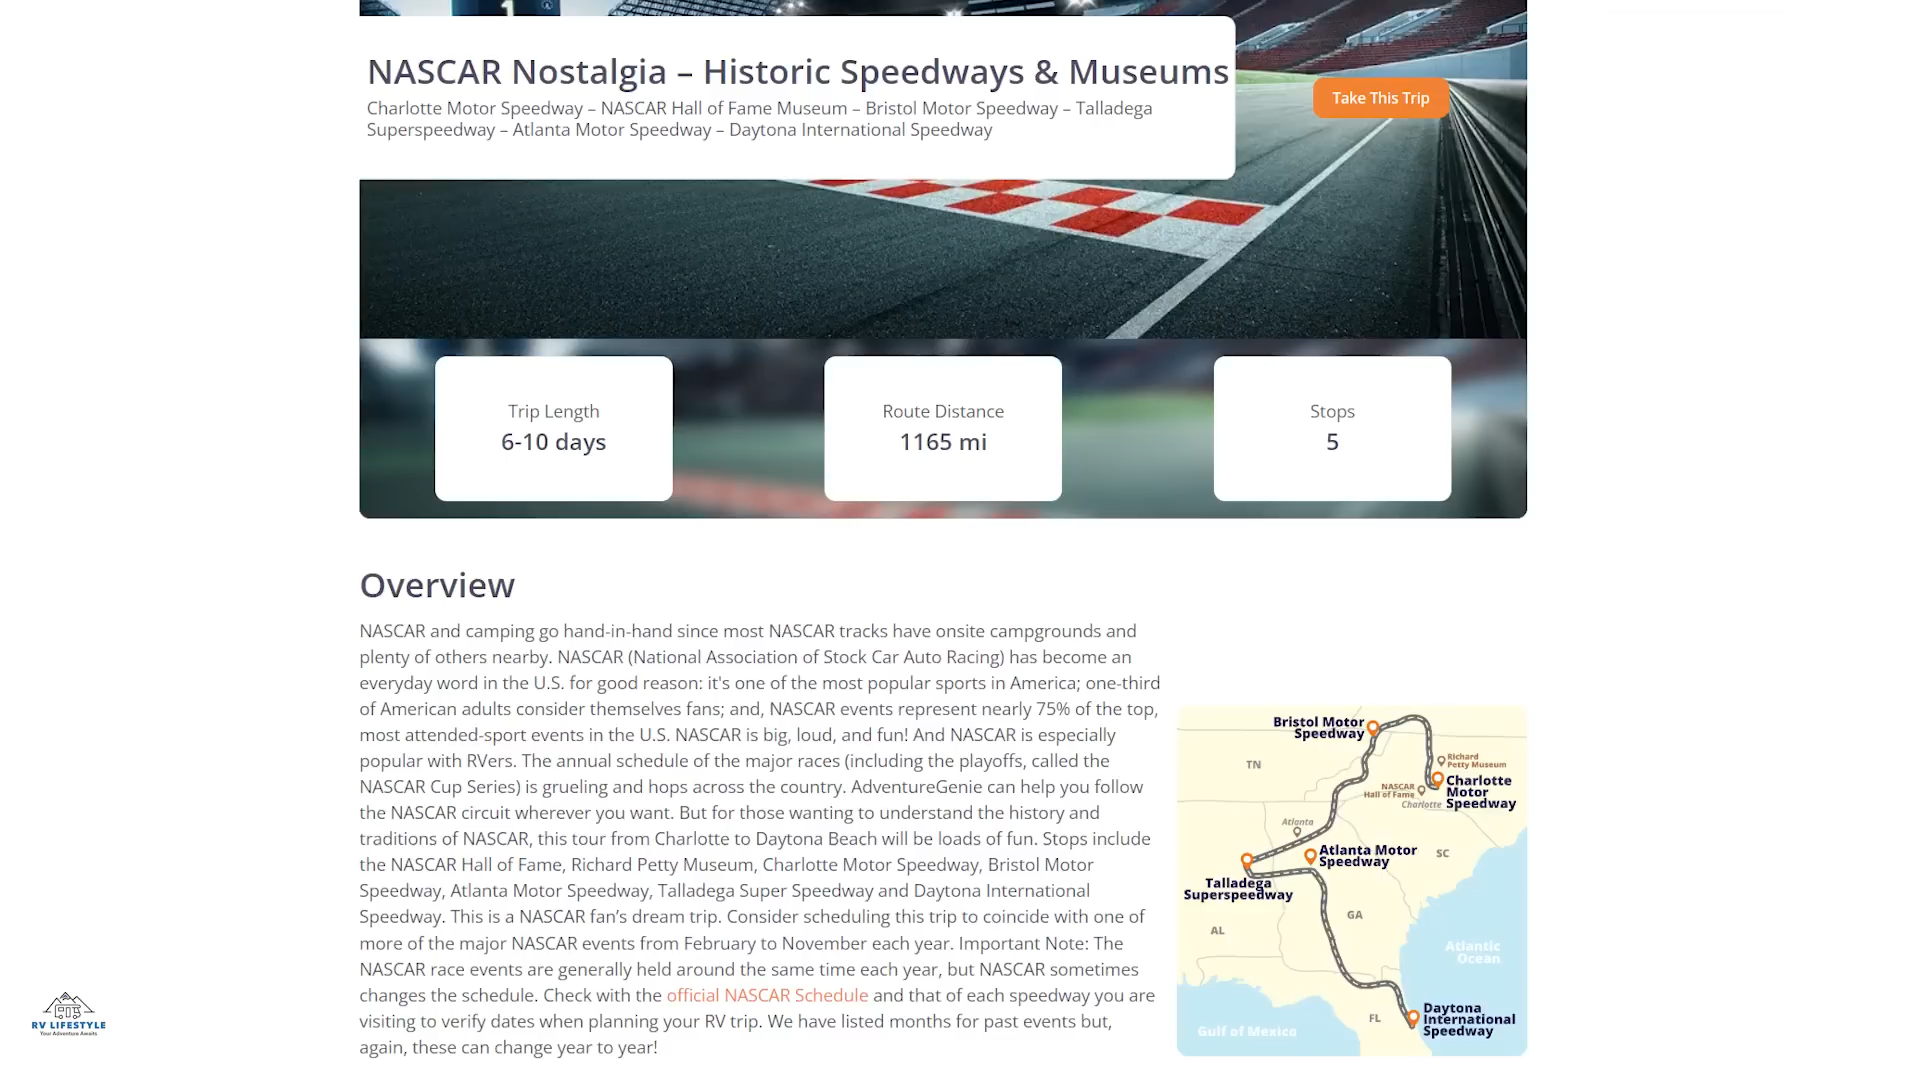 1
NASCAR Nostalgia – Historic Speedways & Museums
Charlotte Motor Speedway – NASCAR Hall of Fame Museum – Bristol Motor Speedway – Talladega
Superspeedway – Atlanta Motor Speedway – Daytona International Speedway
Take This Trip
Trip Length
6-10 days
Route Distance
1165 mi
Stops
5
Overview
NASCAR and camping go hand-in-hand since most NASCAR tracks have onsite campgrounds and
plenty of others nearby. NASCAR (National Association of Stock Car Auto Racing) has become an
everyday word in the U.S. for good reason: it's one of the most popular sports in America; one-third
of American adults consider themselves fans; and, NASCAR events represent nearly 75% of the top,
most attended-sport events in the U.S. NASCAR is big, loud, and fun! And NASCAR is especially
popular with RVers. The annual schedule of the major races (including the playoffs, called the
NASCAR Cup Series) is grueling and hops across the country. AdventureGenie can help you follow
the NASCAR circuit wherever you want. But for those wanting to understand the history and
traditions of NASCAR, this tour from Charlotte to Daytona Beach will be loads of fun. Stops include
the NASCAR Hall of Fame, Richard Petty Museum, Charlotte Motor Speedway, Bristol Motor
Speedway, Atlanta Motor Speedway, Talladega Super Speedway and Daytona International
Speedway. This is a NASCAR fan’s dream trip. Consider scheduling this trip to coincide with one of
more of the major NASCAR events from February to November each year. Important Note: The
NASCAR race events are generally held around the same time each year, but NASCAR sometimes
changes the schedule. Check with the official NASCAR Schedule and that of each speedway you are
visiting to verify dates when planning your RV trip. We have listed months for past events but,
again, these can change year to year!
Bristol Motor
Speedway
TN
Richard
Petty Museum
NASCAR
Hall of Fame
Charlotte
Charlotte
Motor
Speedway
Atlanta
Atlanta Motor
Speedway
SC
Talladega
Superspeedway
GA
AL
Atlantic
Ocean
FL
Daytona
International
Speedway
Gulf of Mexico
RV LIFESTYLE
Your Adventure Awaits